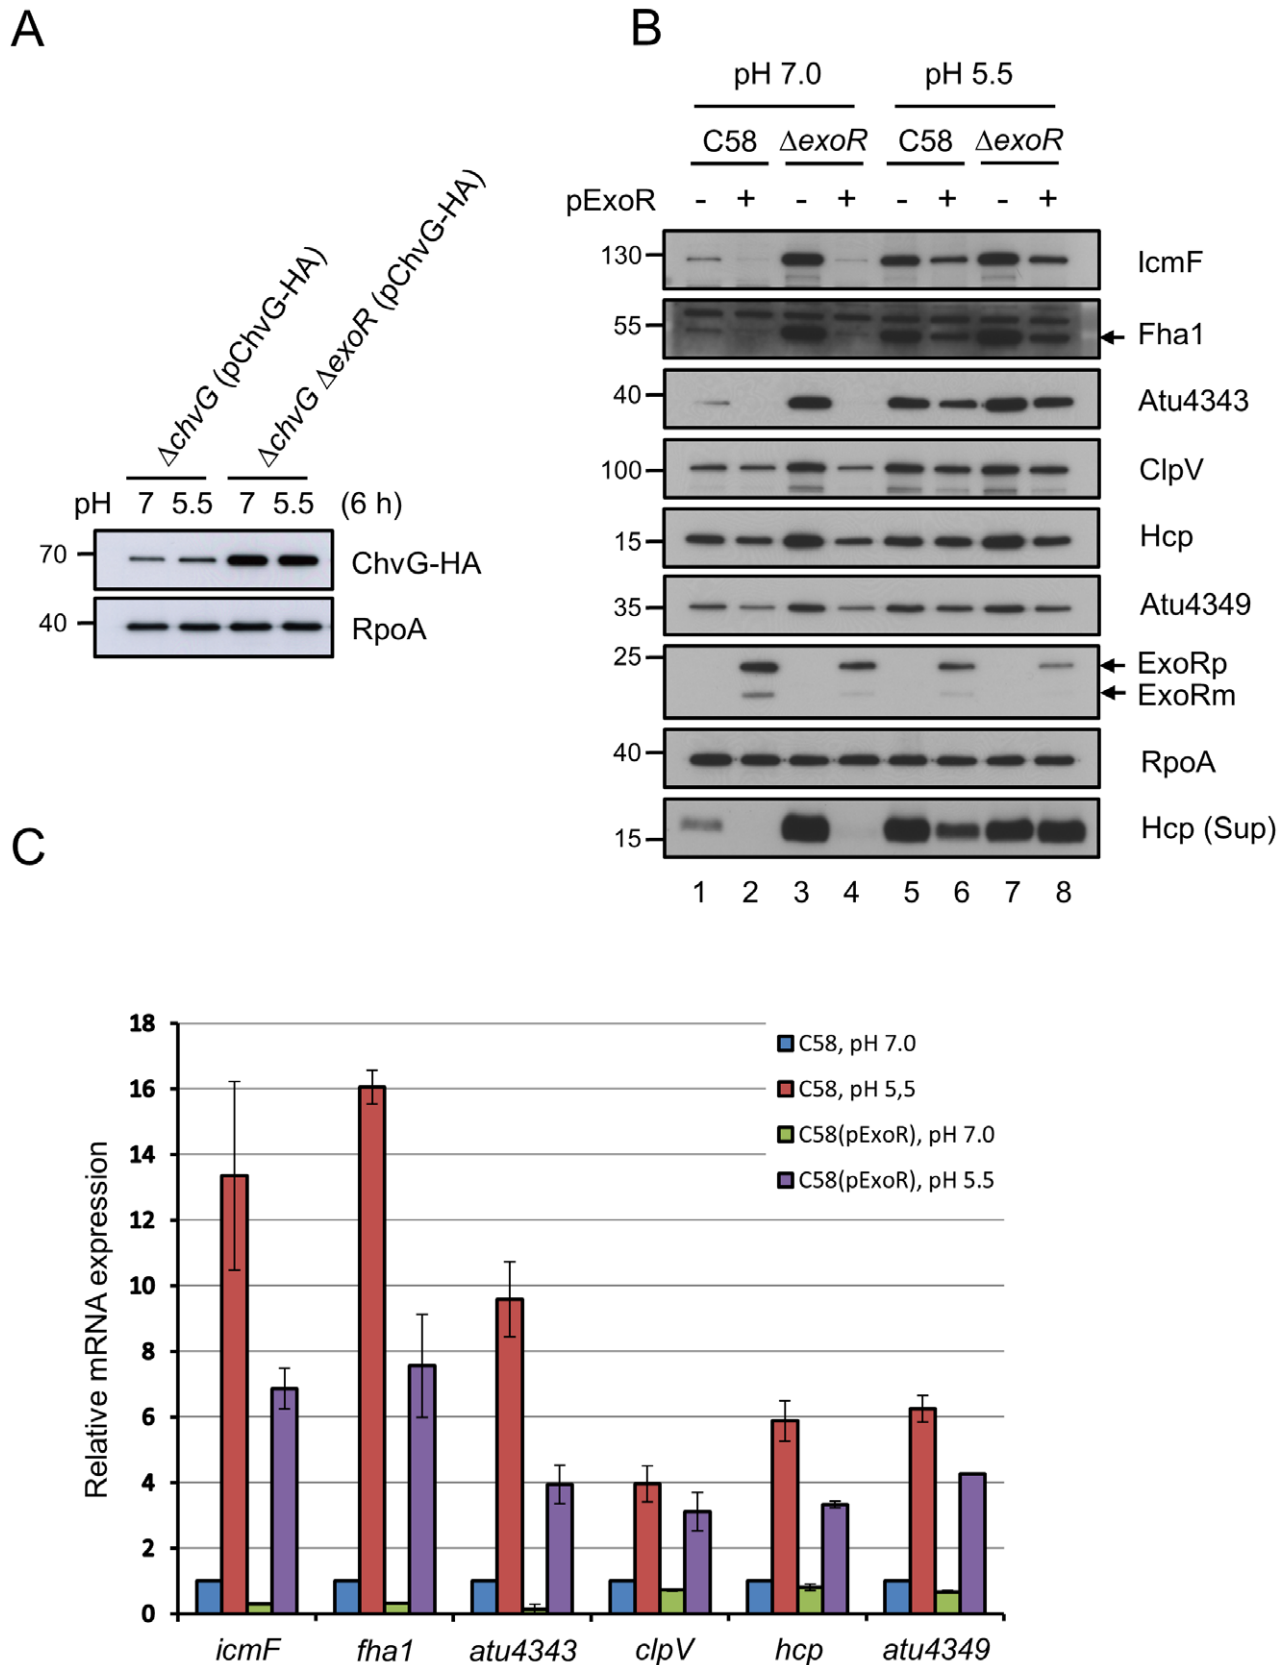 A
ΔchvG (pChvG-HA)
ΔchvG ΔexoR (pChvG-HA)
pH 7 5.5 7 5.5 (6 h)
70 ChvG-HA
40 RpoA
B
pH 7.0 pH 5.5
C58 ΔexoR C58 ΔexoR
pExoR - + - + - + - +
130 IcmF
55 Fha1
40 Atu4343
100 ClpV
15 Hcp
35 Atu4349
25 ExoRp
ExoRm
40 RpoA
15 Hcp (Sup)
1 2 3 4 5 6 7 8
C
Relative mRNA expression
18
16
14
12
10
8
6
4
2
0
C58, pH 7.0
C58, pH 5,5
C58(pExoR), pH 7.0
C58(pExoR), pH 5.5
icmF fha1 atu4343 clpV hcp atu4349